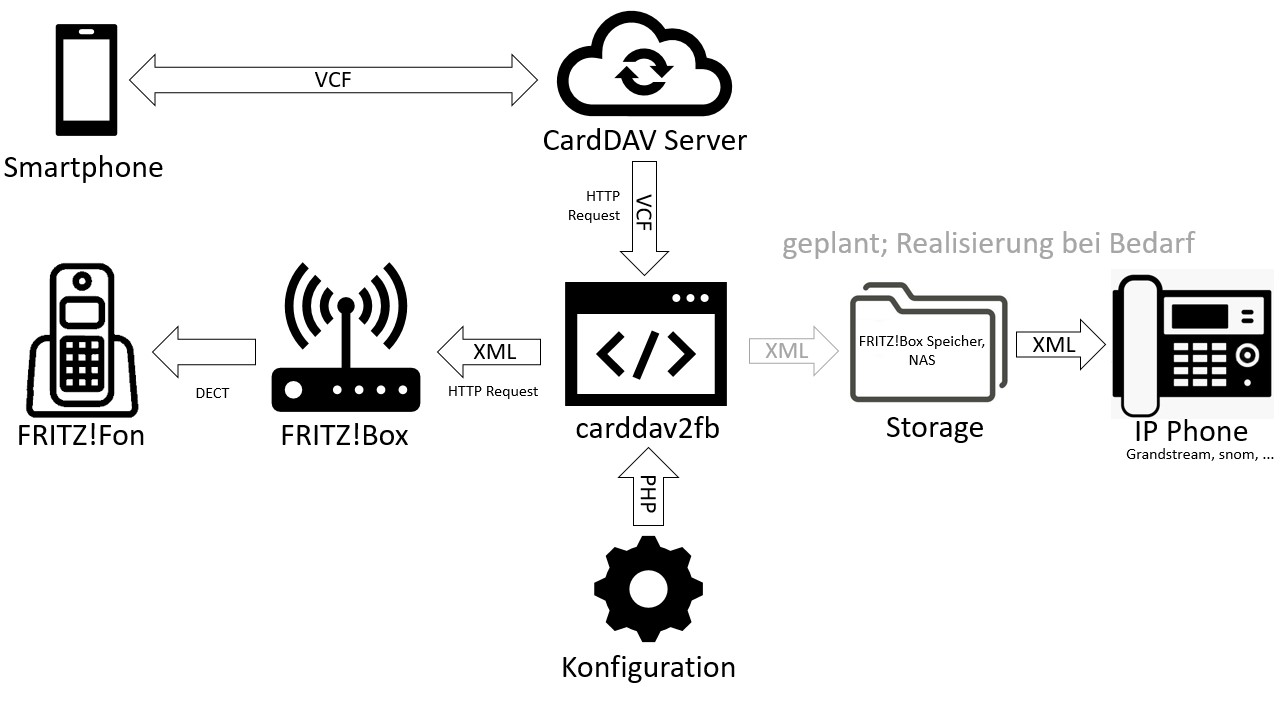 VCF
CardDAV Server
Smartphone
HTTP
Request
VCF
geplant; Realisierung bei Bedarf
XML
XML
FRITZ!Box Speicher,
NAS
XML
DECT
HTTP Request
FRITZ!Fon
FRITZ!Box
carddav2fb
Storage
IP Phone
Grandstream, snom, ...
PHP
Konfiguration